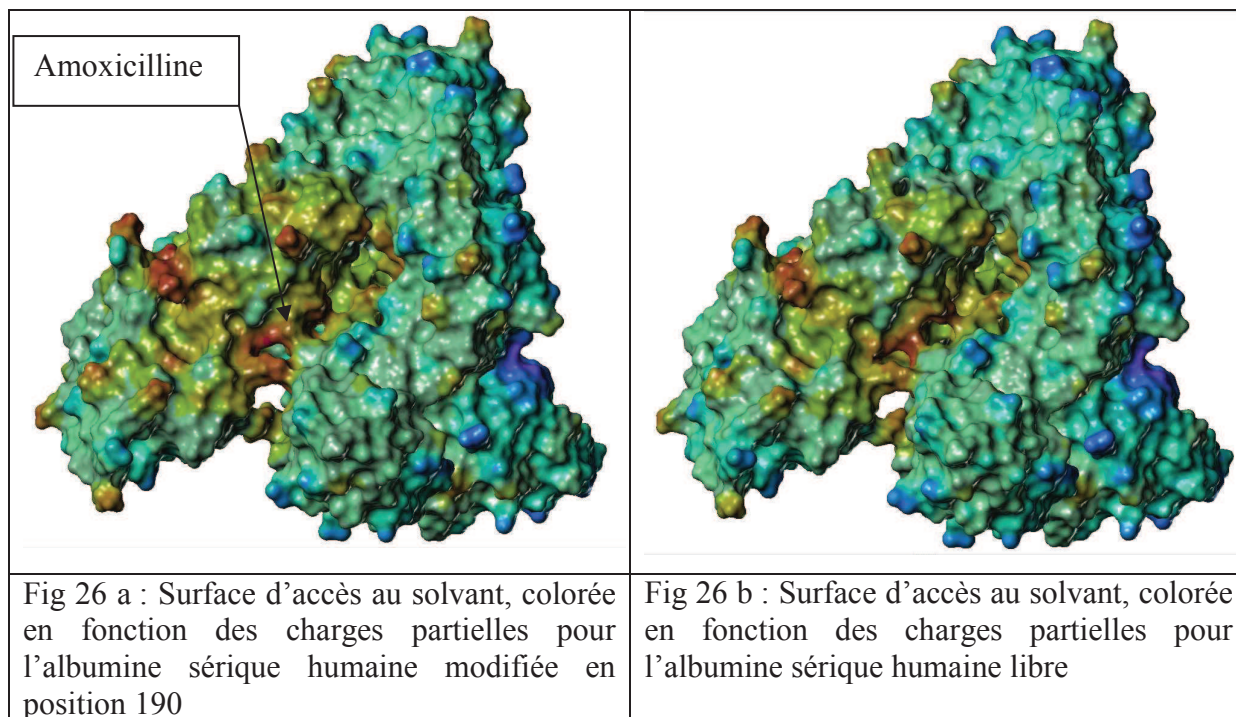 Amoxicilline
Fig 26 a : Surface d’accès au solvant, colorée
en fonction des charges partielles pour
l’albumine sérique humaine modifiée en
position 190
Fig 26 b : Surface d’accès au solvant, colorée
en fonction des charges partielles pour
l’albumine sérique humaine libre